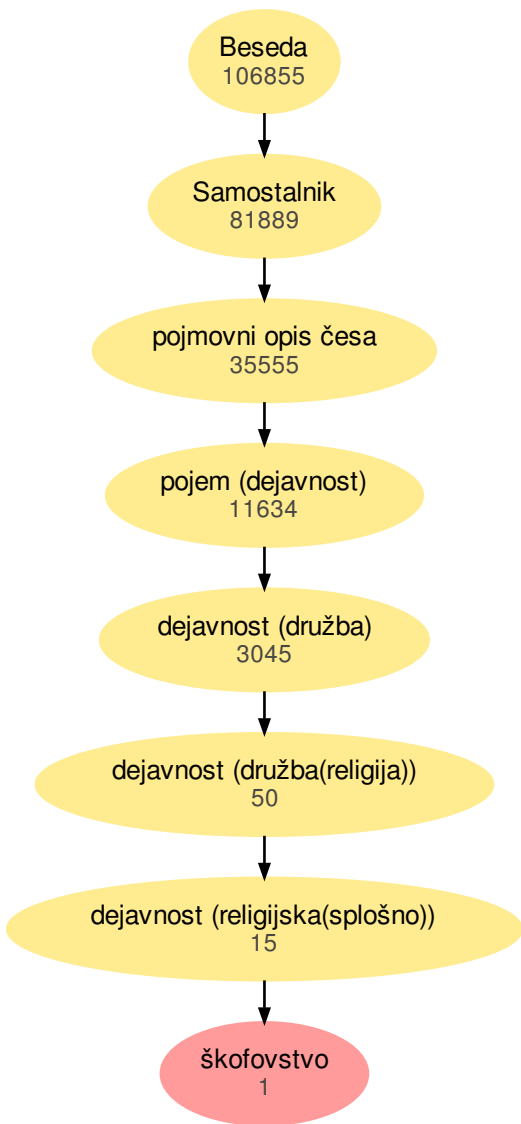 Beseda
106855
Samostalnik
81889
pojmovni opis česa
35555
pojem (dejavnost)
11634
dejavnost (družba)
3045
dejavnost (družba(religija))
50
dejavnost (religijska(splošno))
15
škofovstvo
1